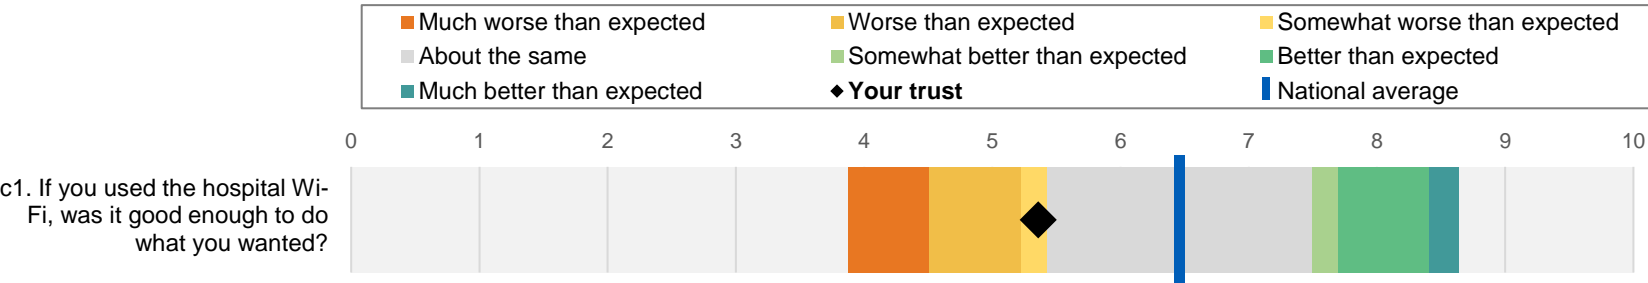 Much worse than expected Worse than expected Somewhat worse than expected
About the same Somewhat better than expected Better than expected
Much better than expected Your trust National average
0 1 2 3 4 5 6 7 8 9 10
c1. If you used the hospital Wi-
Fi, was it good enough to do
what you wanted?